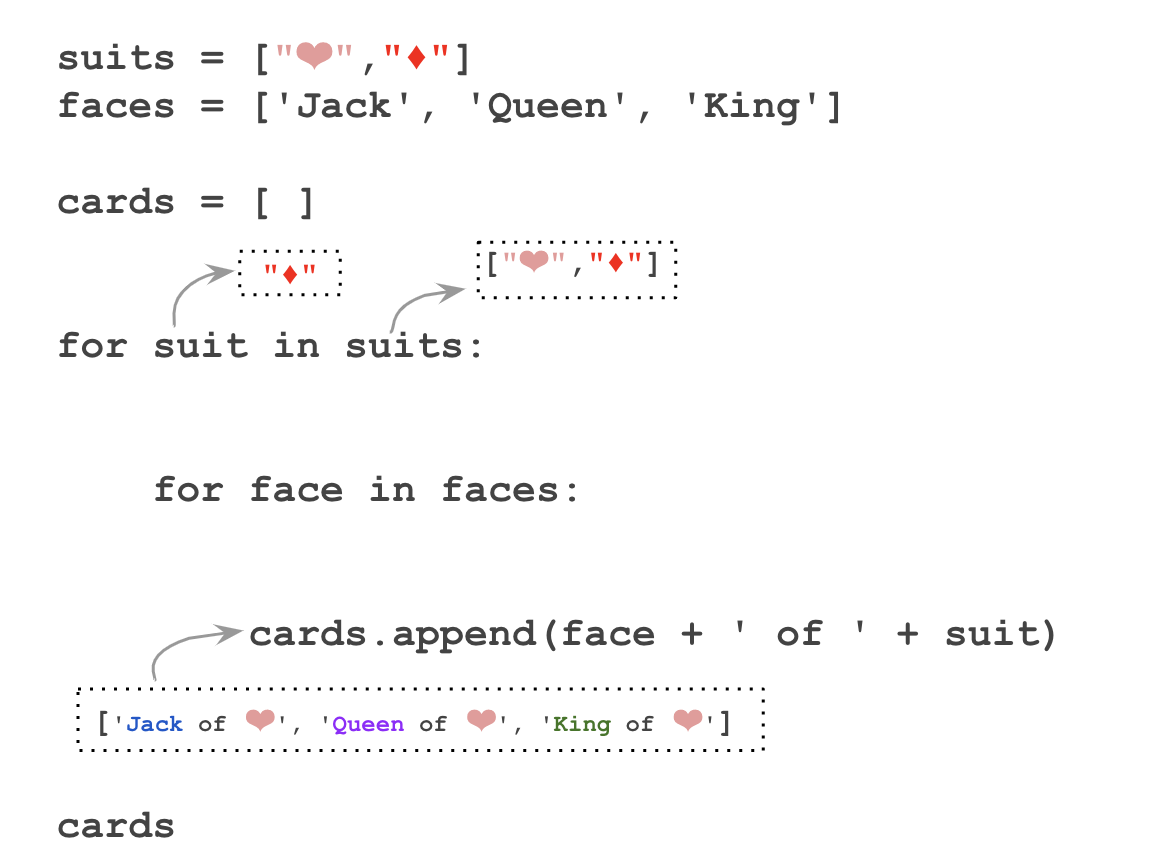 suits = ["❤","♦"]
faces = ['Jack', 'Queen', 'King']
cards = [ ]
"♦"
["❤","♦"]
for suit in suits:
for face in faces:
cards.append(face + ' of ' + suit)
['Jack of ❤', 'Queen of ❤', 'King of ❤']
cards